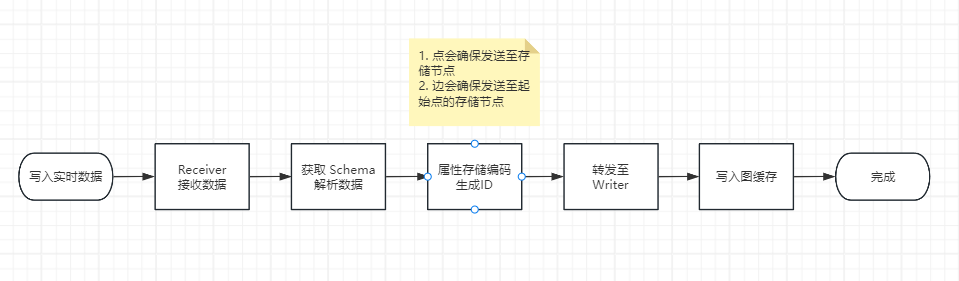 1. 点会确保发送至存
储节点
2. 边会确保发送至起
始点的存储节点
写入实时数据
Receiver
接收数据
获取 Schema
解析数据
属性存储编码
生成ID
转发至
Writer
写入图缓存
完成